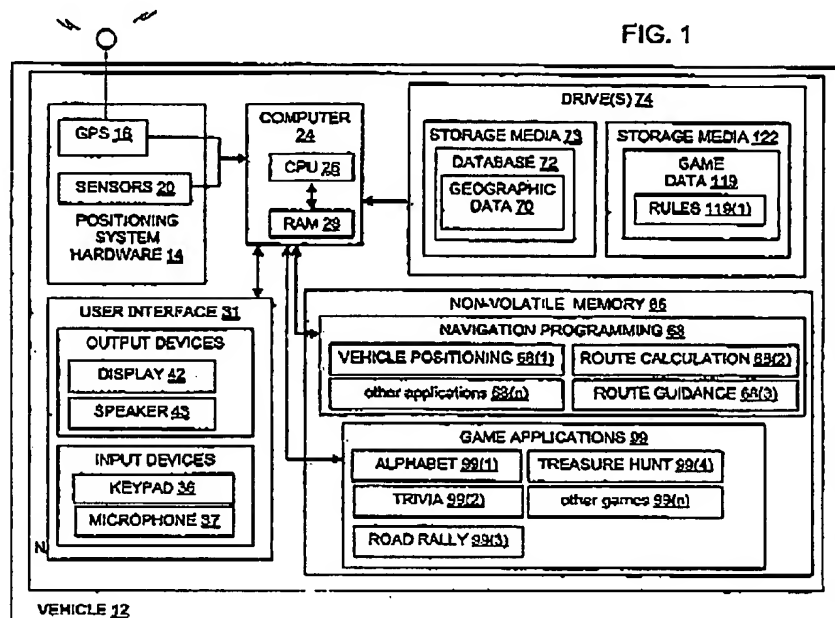 FIG. 1
GPS 16
SENSORS 20
POSITIONING
SYSTEM
HARDWARE 14
COMPUTER
24
CPU 26
RAM 29
DRIVE(S) 74
STORAGE MEDIA 73
DATABASE 72
GEOGRAPHIC
DATA 70
STORAGE MEDIA 122
GAME
DATA 119
RULES 119(1)
USER INTERFACE 31
OUTPUT DEVICES
DISPLAY 42
SPEAKER 43
INPUT DEVICES
KEYPAD 36
MICROPHONE 37
NON-VOLATILE MEMORY 66
NAVIGATION PROGRAMMING 68
VEHICLE POSITIONING 68(1)
ROUTE CALCULATION 68(2)
other applications 68(n)
ROUTE GUIDANCE 68(3)
GAME APPLICATIONS 99
ALPHABET 99(1)
TREASURE HUNT 99(4)
TRIVIA 99(2)
other games 99(n)
ROAD RALLY 99(3)
N
VEHICLE 12